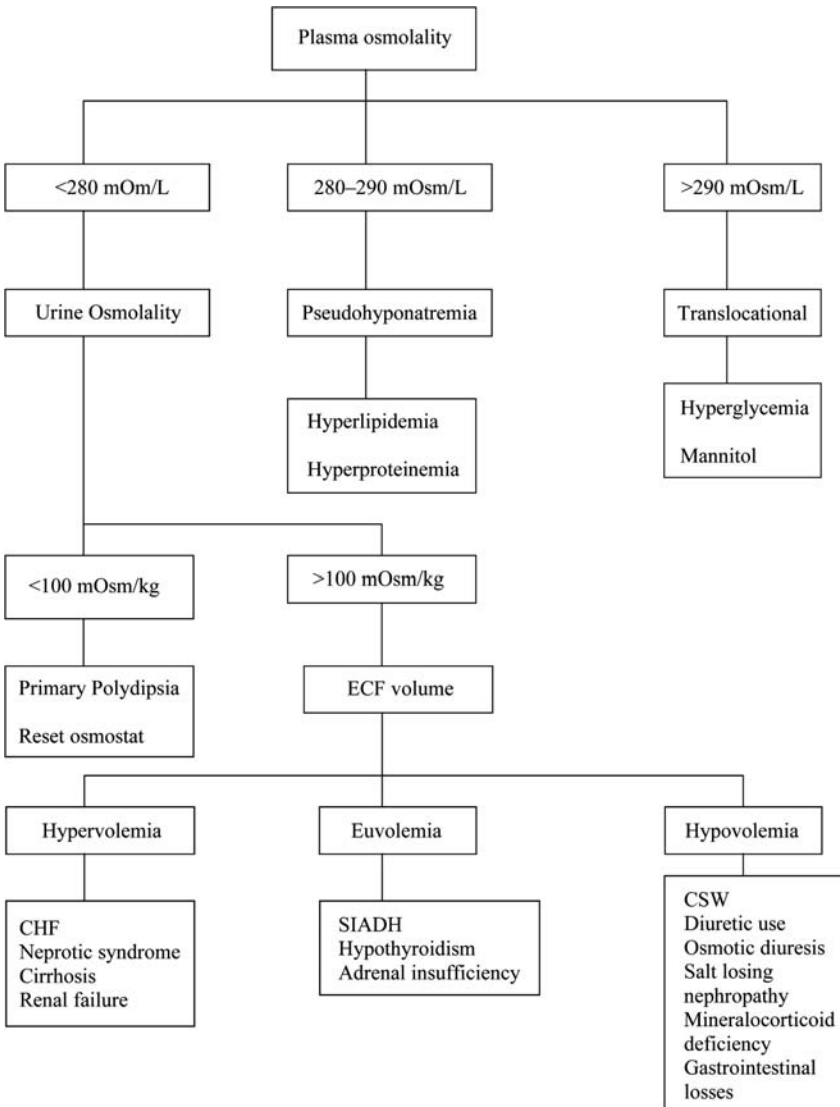 Plasma osmolality
<280 mOm/L
280–290 mOsm/L
>290 mOsm/L
Urine Osmolality
Pseudohyponatremia
Translocational
Hyperlipidemia
Hyperproteinemia
Hyperglycemia
Mannitol
<100 mOsm/kg
>100 mOsm/kg
Primary Polydipsia
Reset osmostat
ECF volume
Hypervolemia
Euvolemia
Hypovolemia
CHF
Neprotic syndrome
Cirrhosis
Renal failure
SIADH
Hypothyroidism
Adrenal insufficiency
CSW
Diuretic use
Osmotic diuresis
Salt losing
nephropathy
Mineralocorticoid
deficiency
Gastrointestinal
losses